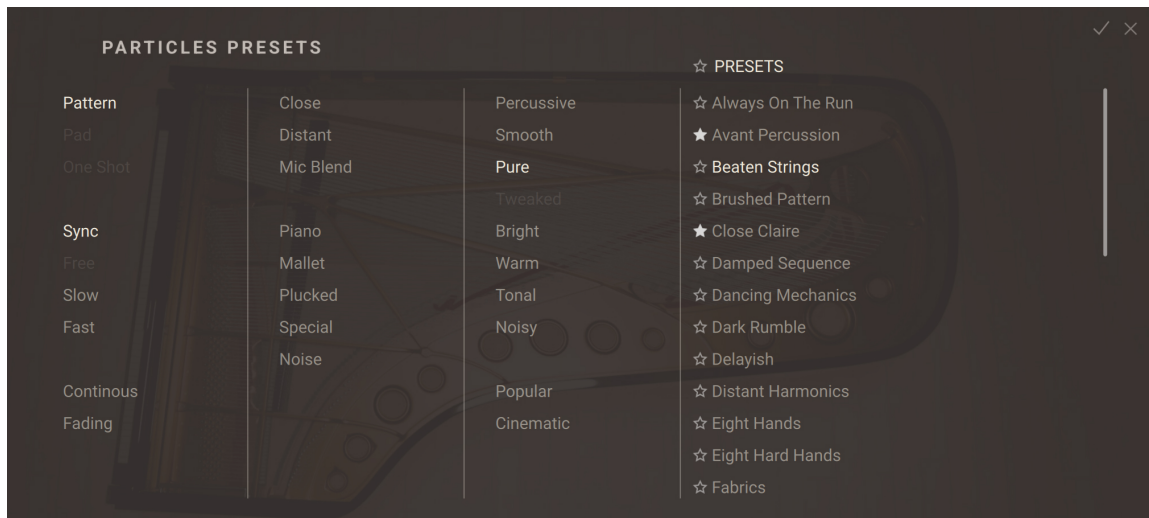 PARTICLES PRESETS
Pattern
Pad
One Shot
Sync
Free
Slow
Fast
Continous
Fading
Close
Distant
Mic Blend
Piano
Mallet
Plucked
Special
Noise
Percussive
Smooth
Pure
Tweaked
Bright
Warm
Tonal
Noisy
Popular
Cinematic
PRESETS
Always On The Run
Avant Percussion
Beaten Strings
Brushed Pattern
Close Claire
Damped Sequence
Dancing Mechanics
Dark Rumble
Delayish
Distant Harmonics
Eight Hands
Eight Hard Hands
Fabrics